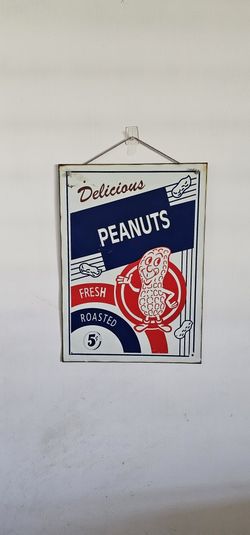 Delicious
PEANUTS
FRESH
ROASTED
5¢